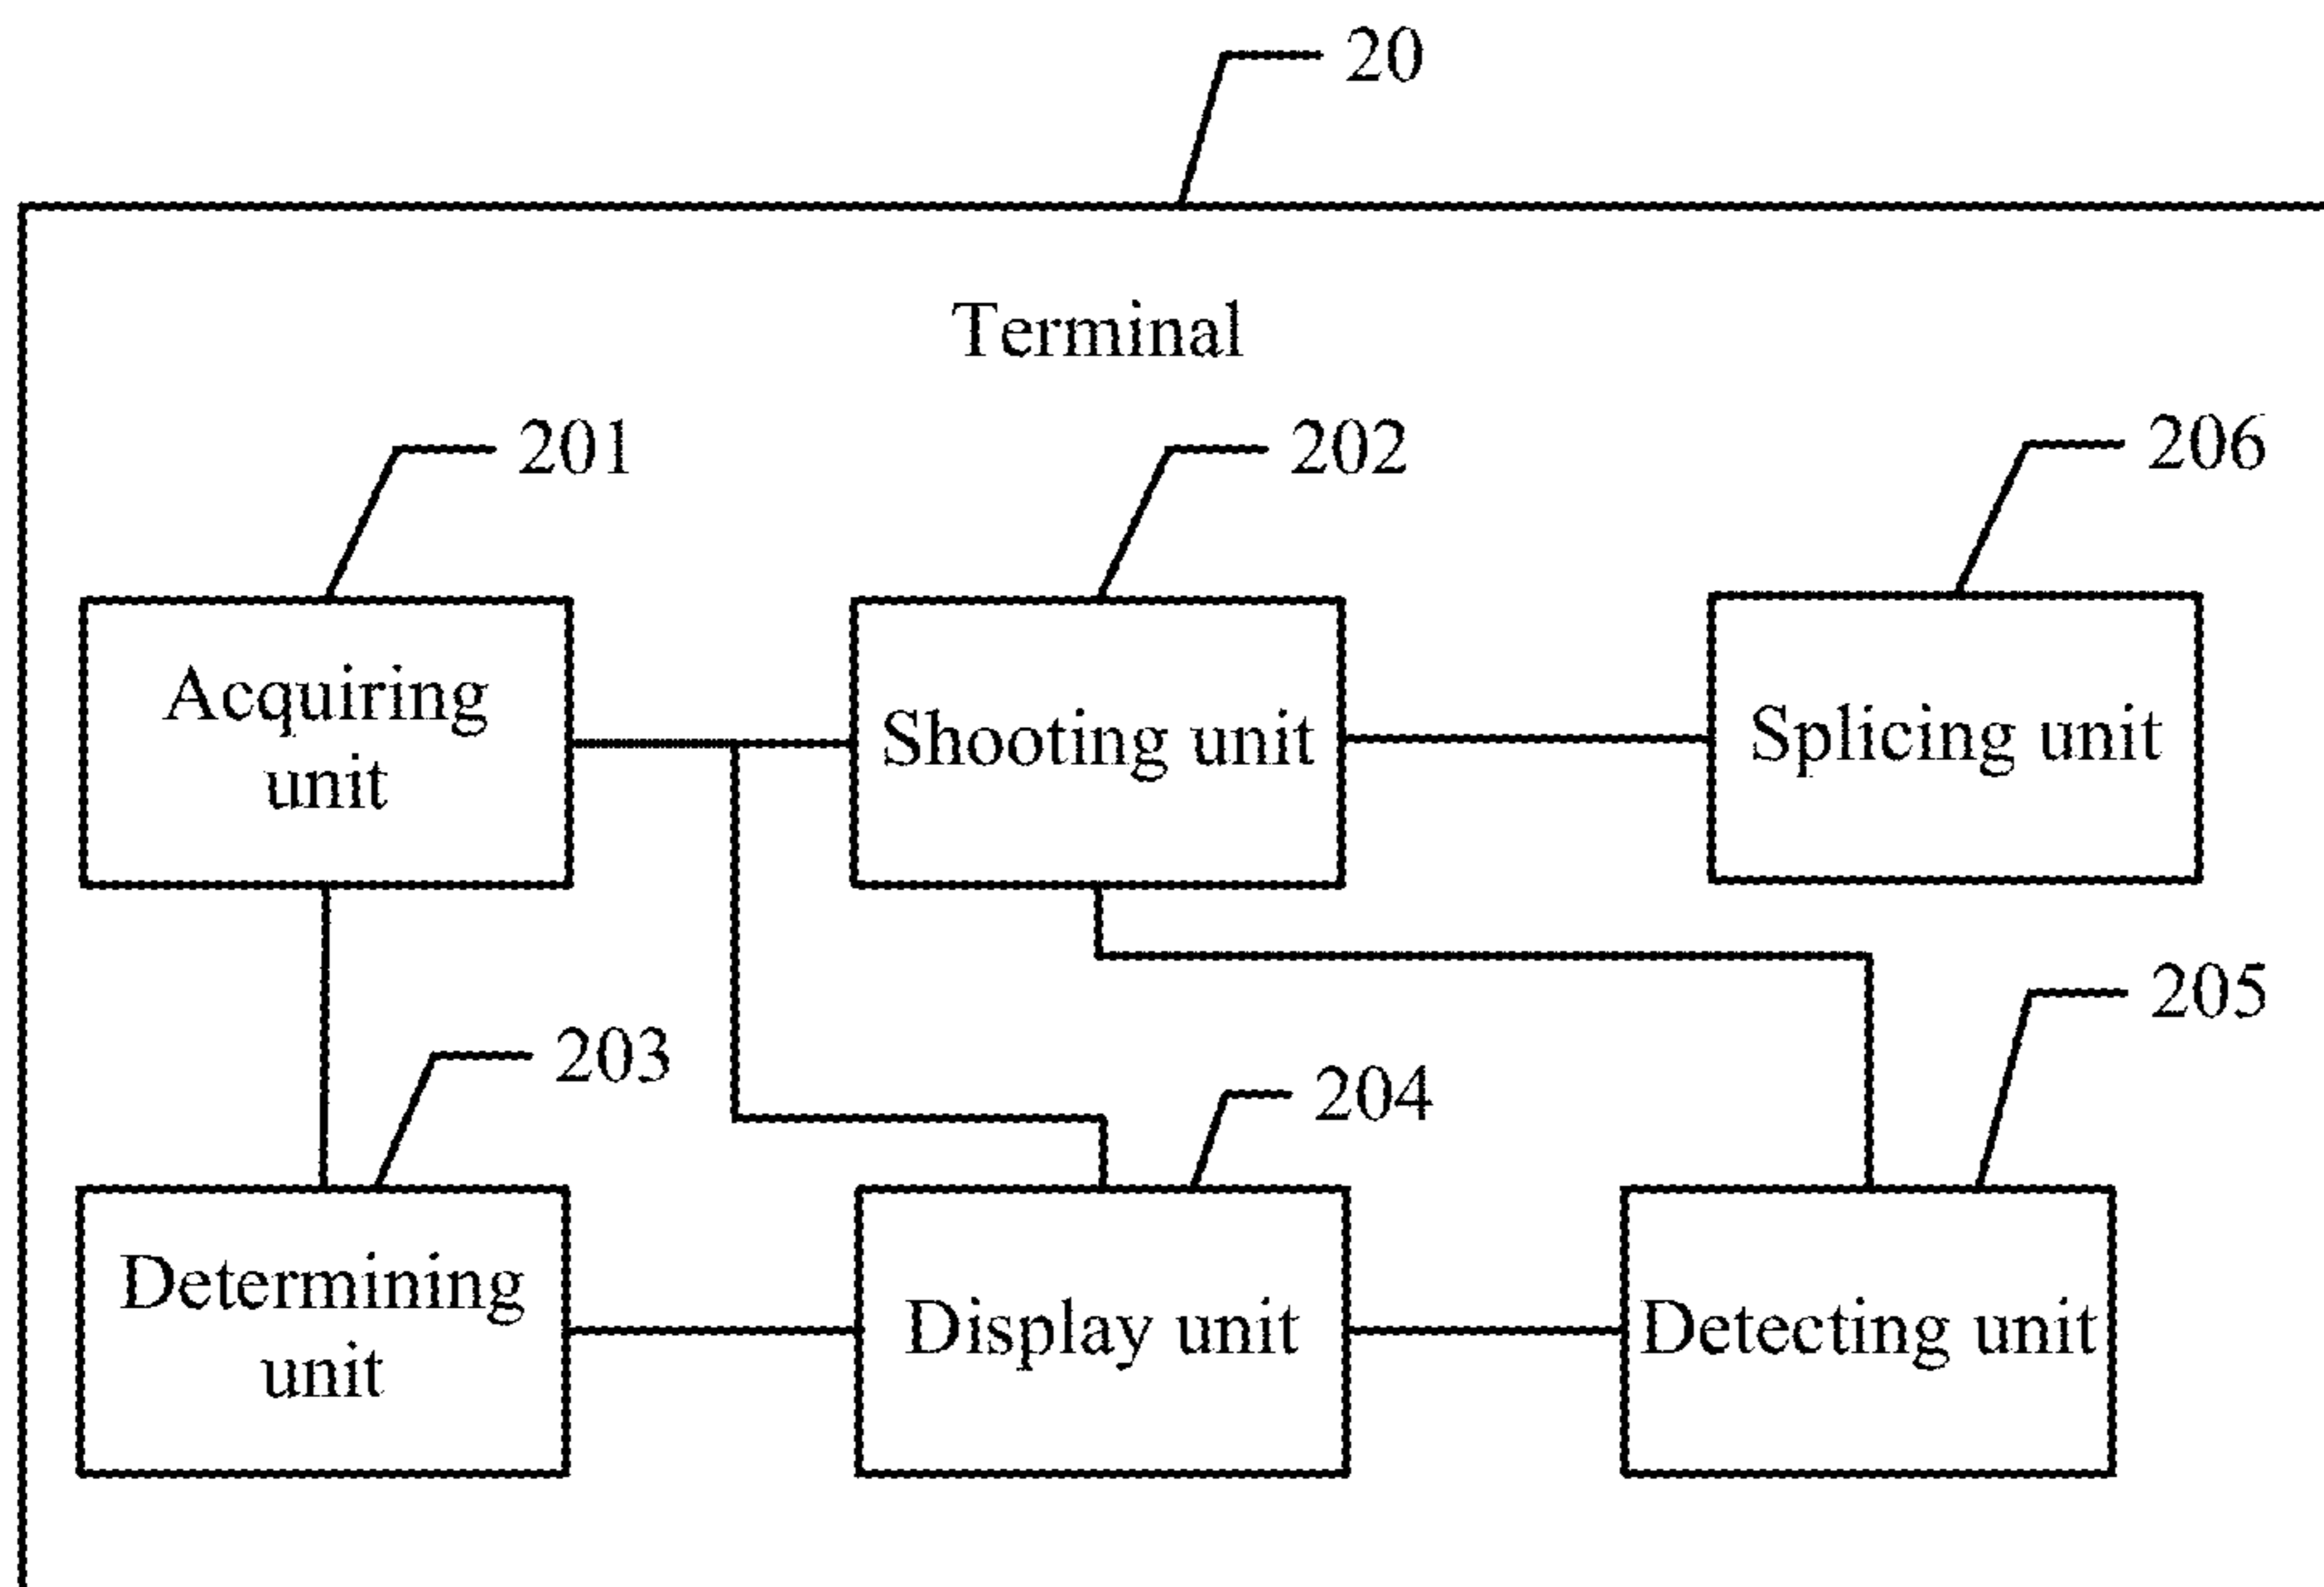 20
Terminal
201
202
206
Acquiring
unit
Shooting unit
Splicing unit
205
203
204
Determining
unit
Display unit
Detecting unit